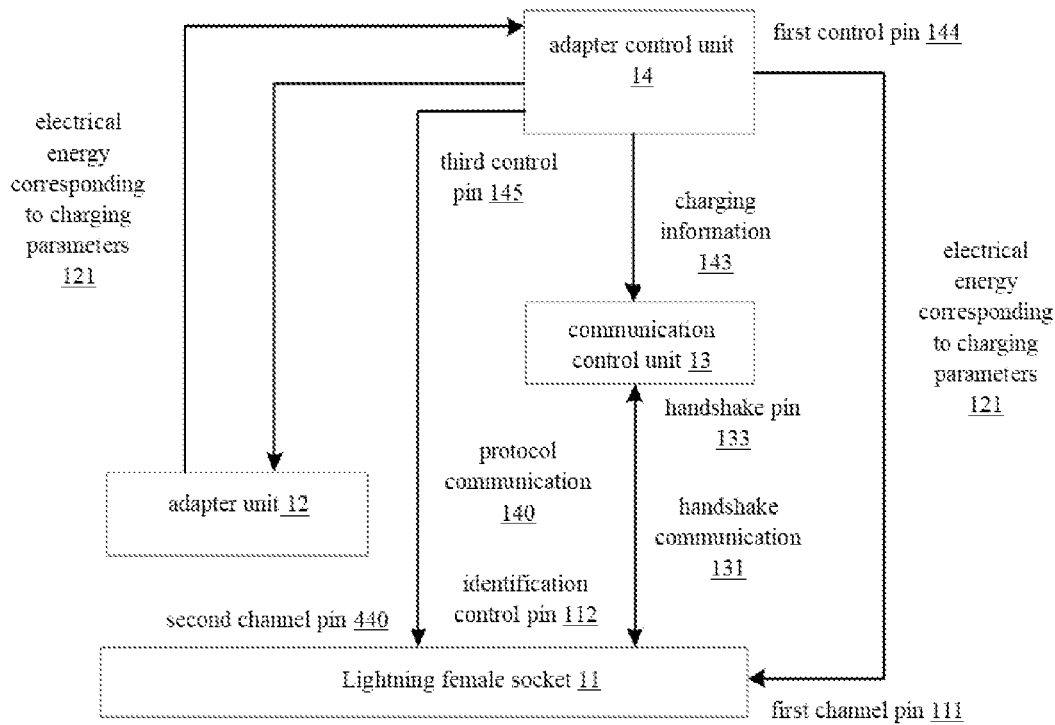 adapter control unit
14
first control pin 144
electrical
energy
corresponding
to charging
parameters
121
third control
pin 145
charging
information
143
electrical
energy
corresponding
to charging
parameters
121
communication
control unit 13
handshake pin
133
protocol
communication
140
adapter unit 12
handshake
communication
131
identification
control pin 112
second channel pin 440
Lightning female socket 11
first channel pin 111